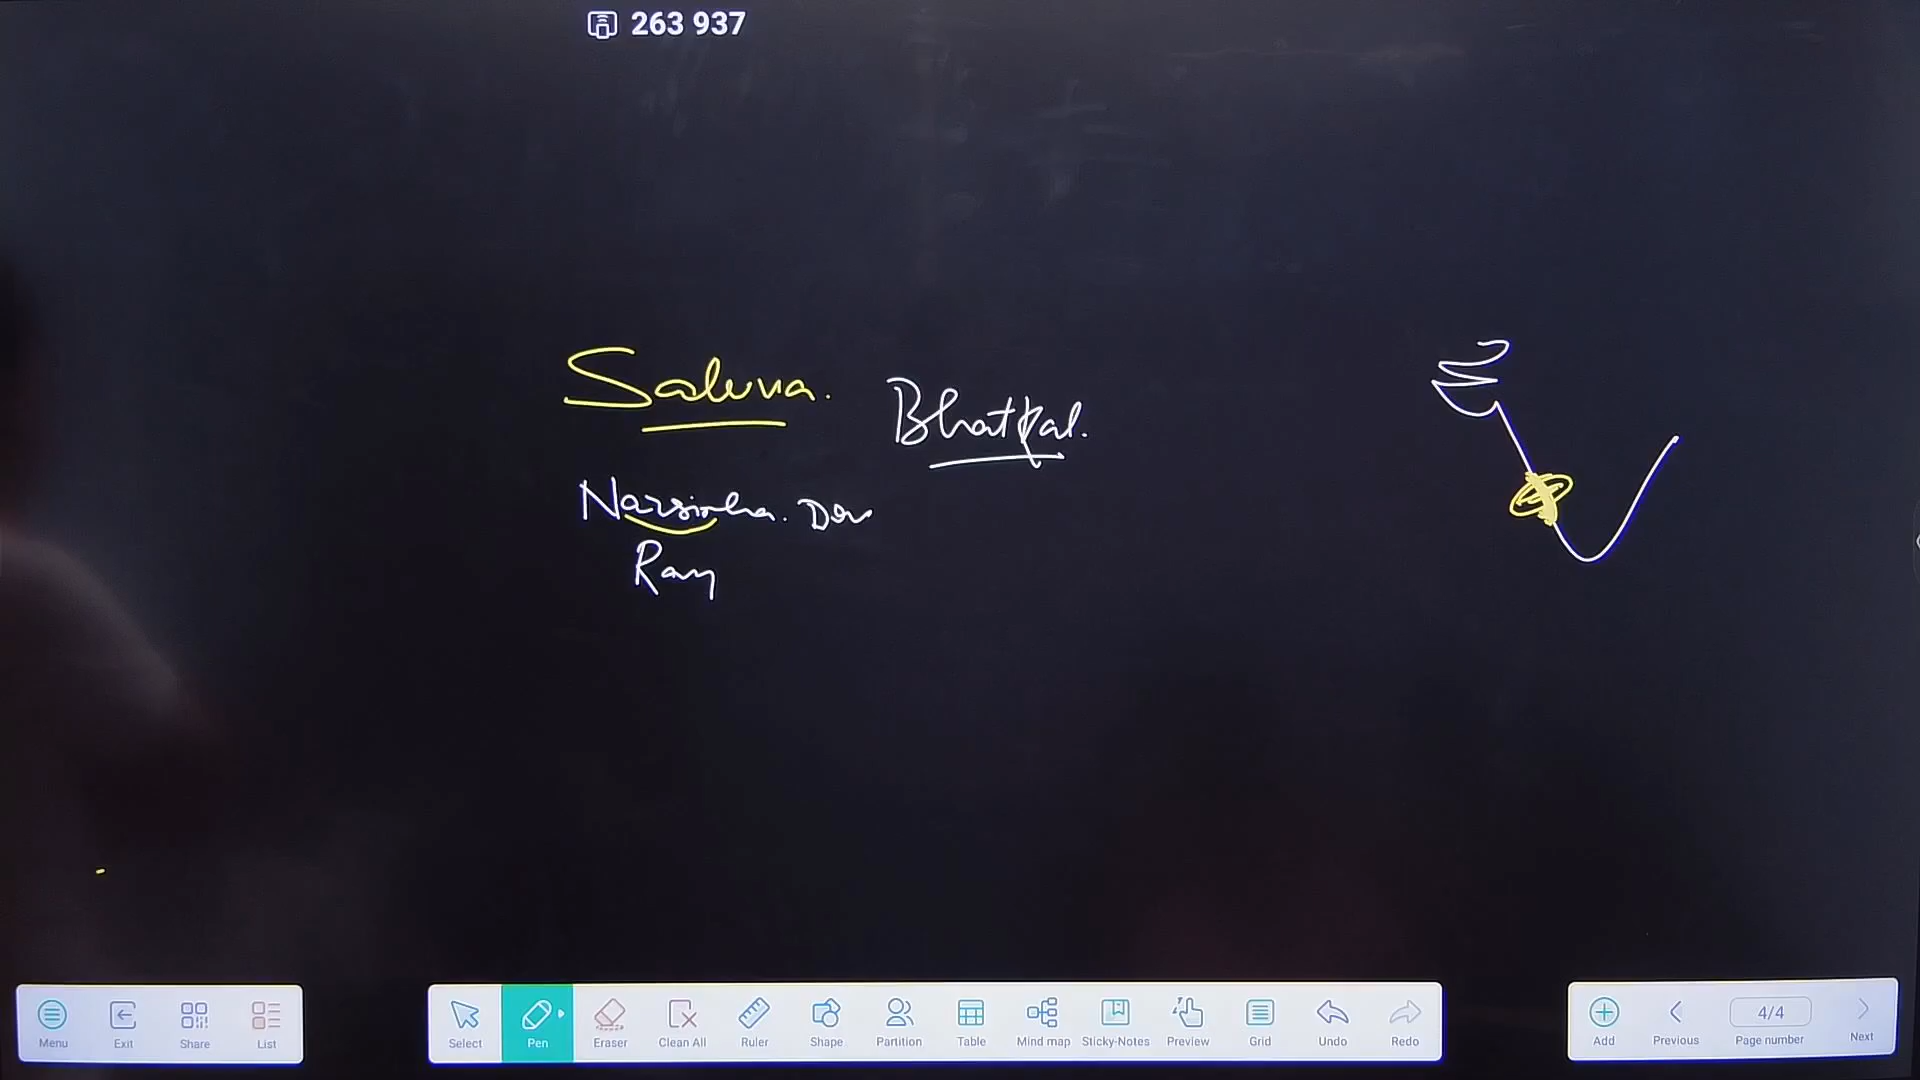 263 937
Saluva.
Bhatkal.
Narsinha. Dev
Ray
Menu
Exit
Share
List
Select
Pen
Eraser
Clean All
Ruler
Shape
Partition
Table
Mind map
Sticky-Notes
Preview
Grid
Undo
Redo
Add
Previous
4/4
Page number
Next